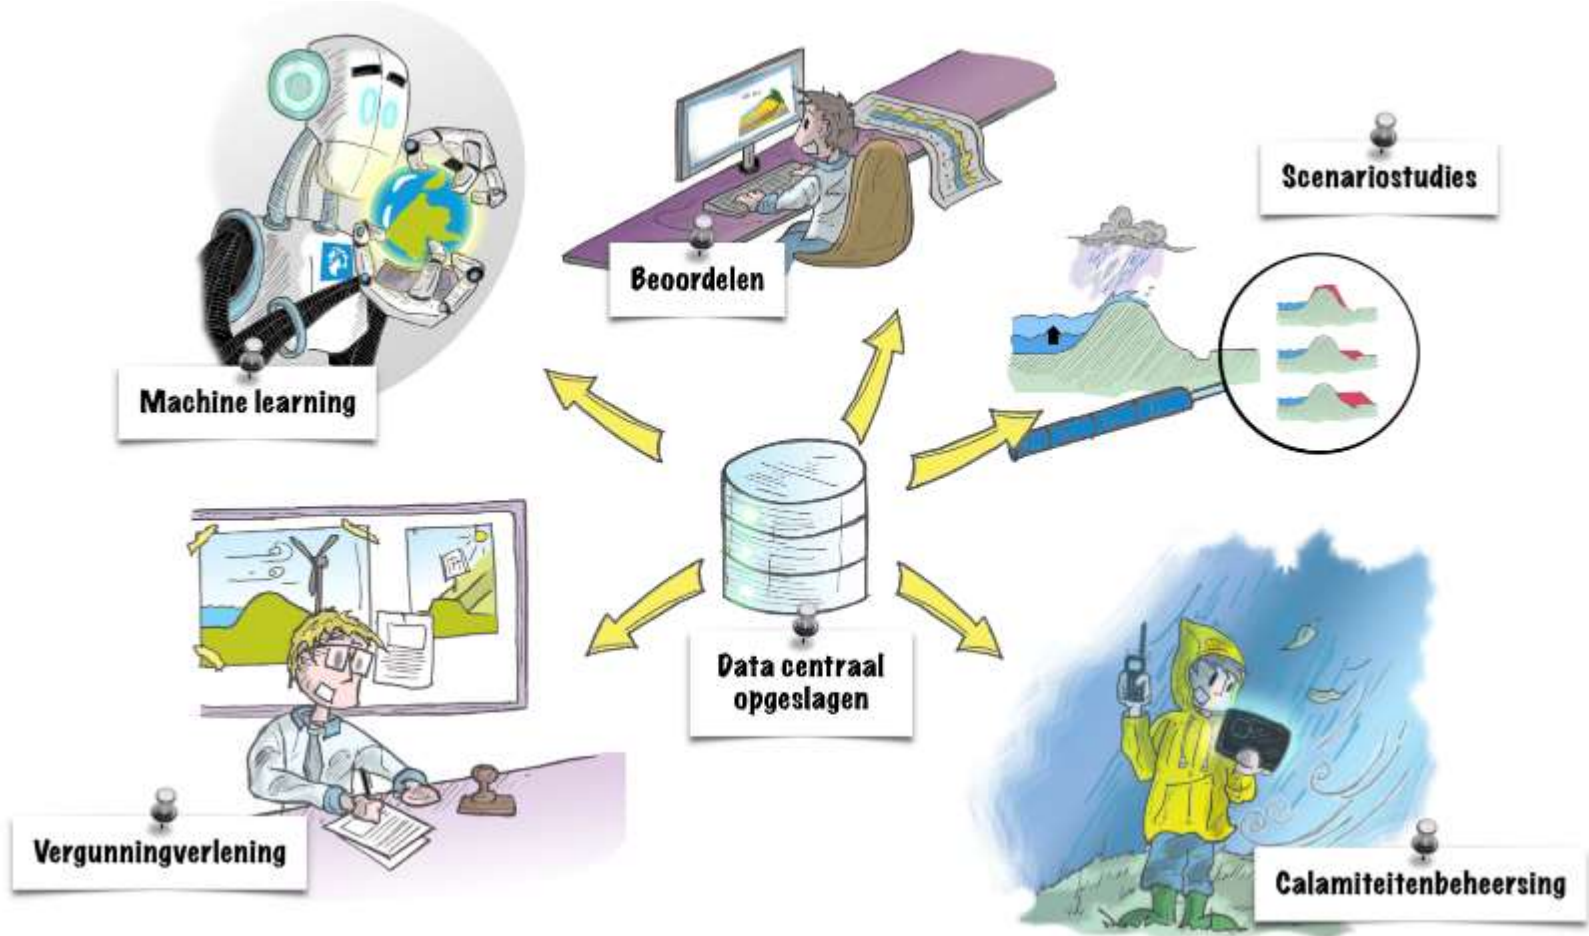 Scenariostudies
Beoordelen
Machine learning
Data centraal
opgeslagen
Vergunningverlening
Calamiteitenbeheersing